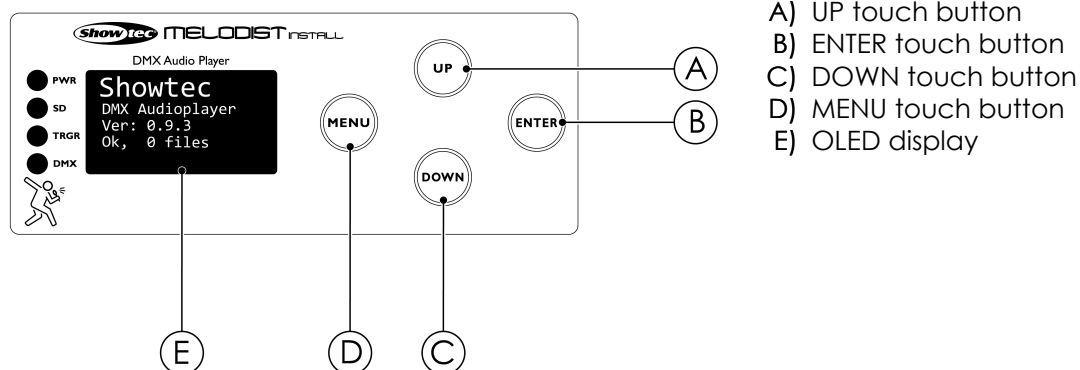 Showtec MELODIST INSTALL
DMX Audio Player
PWR
SD
TRGR
DMX
Showtec
DMX Audioplayer
Ver: 0.9.3
Ok, 0 files
MENU
UP
ENTER
DOWN
A
B
C
D
E
A) UP touch button
B) ENTER touch button
C) DOWN touch button
D) MENU touch button
E) OLED display